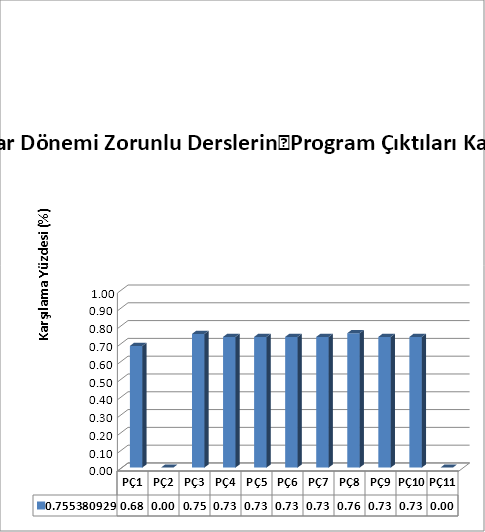 ar Dönemi Zorunlu Derslerin Program Çıktıları Ka
Karşılama Yüzdesi (%)
1.00
0.90
0.80
0.70
0.60
0.50
0.40
0.30
0.20
0.10
0.00
PÇ1 PÇ2 PÇ3 PÇ4 PÇ5 PÇ6 PÇ7 PÇ8 PÇ9 PÇ10 PÇ11
0.755380929 0.68 0.00 0.75 0.73 0.73 0.73 0.73 0.76 0.73 0.73 0.00